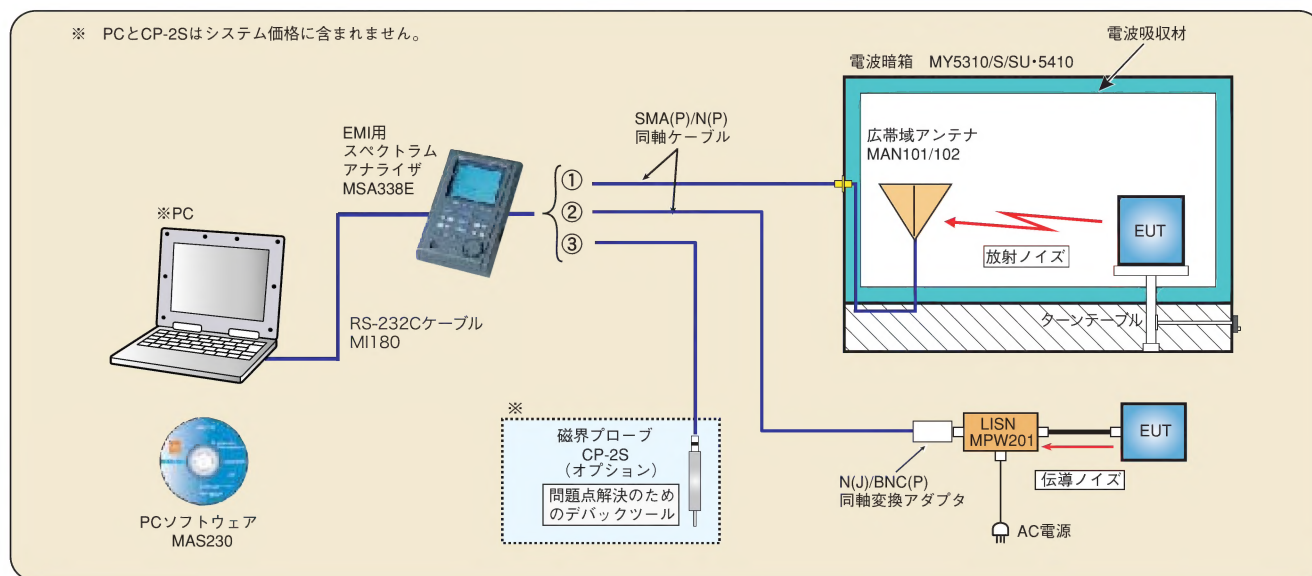 ※ PCとCP-2Sはシステム価格に含まれません。
電波吸収材
電波暗箱 MY5310/S/SU・5410
SMA(P)/N(P)
同軸ケーブル
EMI用
スペクトラム
アナライザ
MSA338E
広帯域アンテナ
MAN101/102
①
②
③
※PC
EUT
放射ノイズ
ターンテーブル
RS-232Cケーブル
MI180
※
磁界プローブ
CP-2S
(オプション)
問題点解決のため
のデバックツール
LISN
MPW201
EUT
伝導ノイズ
N(J)/BNC(P)
同軸変換アダプタ
AC電源
PCソフトウェア
MAS230